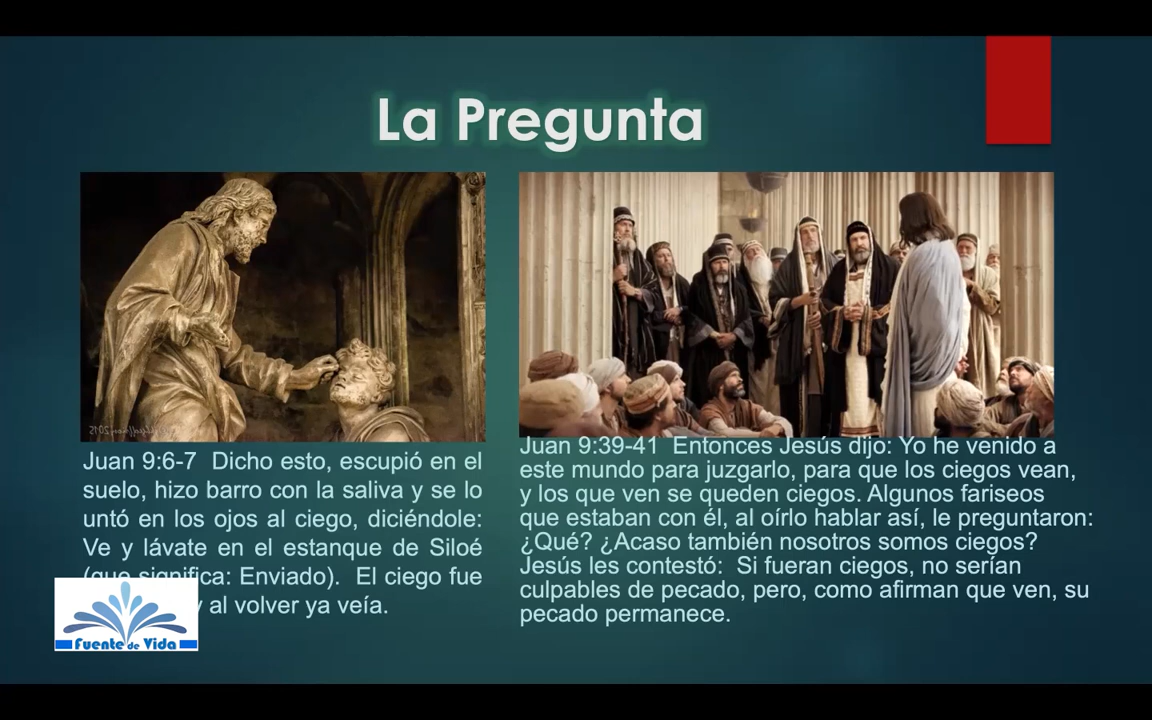 La Pregunta
Juan 9:6-7 Dicho esto, escupió en el
suelo, hizo barro con la saliva y se lo
untó en los ojos al ciego, diciéndole:
Ve y lávate en el estanque de Siloé
(que significa: Enviado). El ciego fue
y al volver ya veía.
Juan 9:39-41 Entonces Jesús dijo: Yo he venido a
este mundo para juzgarlo, para que los ciegos vean,
y los que ven se queden ciegos. Algunos fariseos
que estaban con él, al oírlo hablar así, le preguntaron:
¿Qué? ¿Acaso también nosotros somos ciegos?
Jesús les contestó: Si fueran ciegos, no serían
culpables de pecado, pero, como afirman que ven, su
pecado permanece.
Fuente de Vida